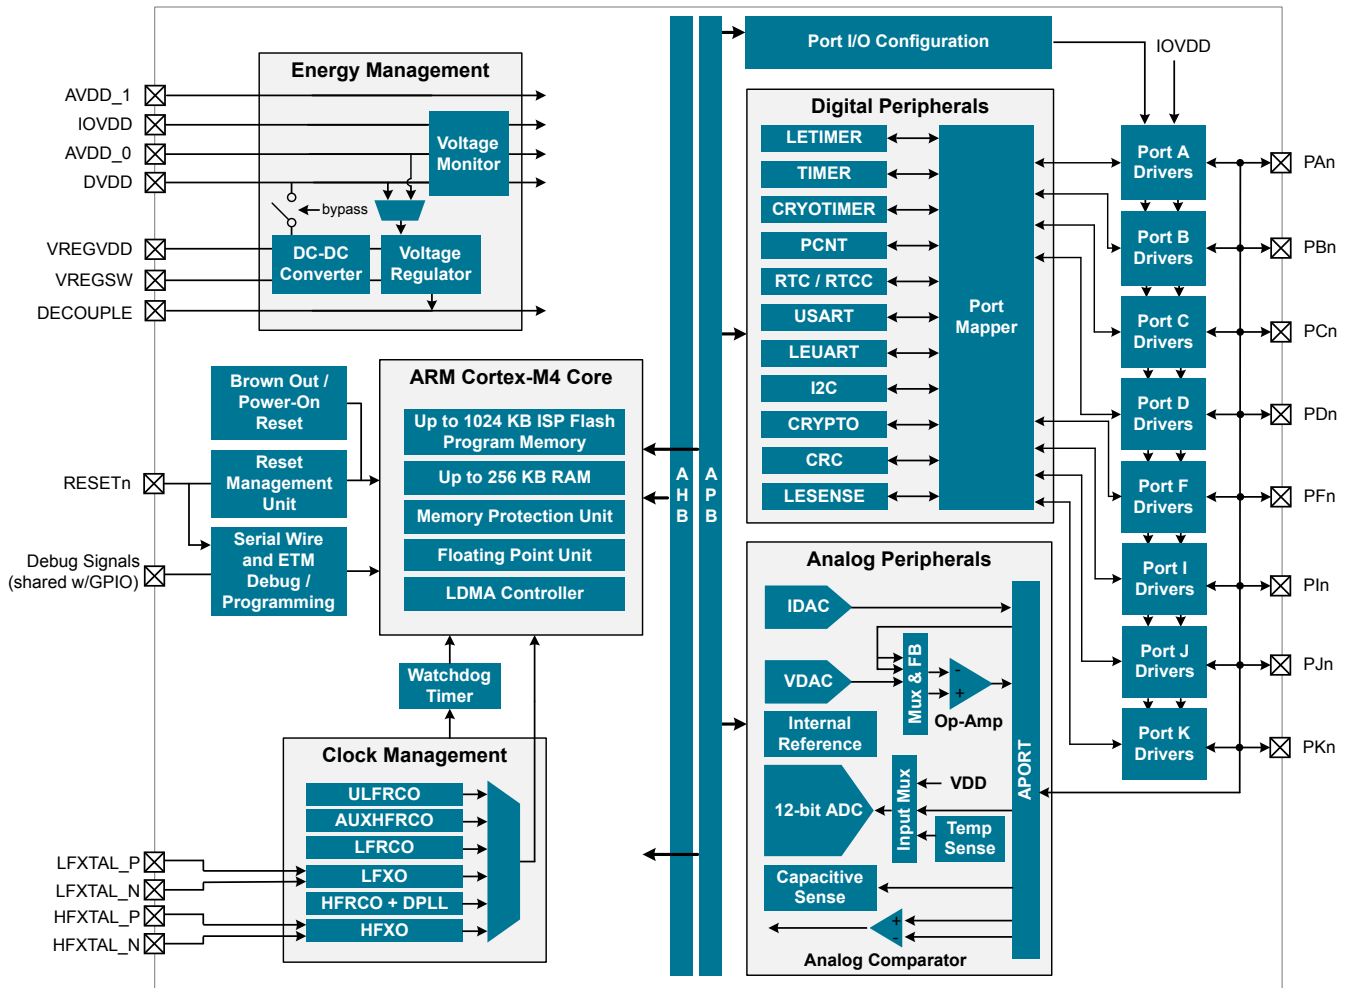 Energy Management
AVDD_1
IOVDD
AVDD_0
DVDD
VREGVDD
VREGSW
DECOUPLE
Voltage
Monitor
bypass
DC-DC
Converter
Voltage
Regulator
Brown Out /
Power-On
Reset
RESETn
Reset
Management
Unit
Debug Signals
(shared w/GPIO)
Serial Wire
and ETM
Debug /
Programming
ARM Cortex-M4 Core
Up to 1024 KB ISP Flash
Program Memory
Up to 256 KB RAM
Memory Protection Unit
Floating Point Unit
LDMA Controller
Watchdog
Timer
Clock Management
ULFRCO
AUXHFRCO
LFRCO
LFXO
HFRCO + DPLL
HFXO
LFXTAL_P
LFXTAL_N
HFXTAL_P
HFXTAL_N
A
H
B
A
P
B
Port I/O Configuration
IOVDD
Digital Peripherals
LETIMER
TIMER
CRYOTIMER
PCNT
RTC / RTCC
USART
LEUART
I2C
CRYPTO
CRC
LESENSE
Port
Mapper
Analog Peripherals
IDAC
VDAC
Mux & FB
-
+
Op-Amp
Internal
Reference
12-bit ADC
Input Mux
VDD
Temp
Sense
Capacitive
Sense
+
-
Analog Comparator
APORT
Port A
Drivers
Port B
Drivers
Port C
Drivers
Port D
Drivers
Port F
Drivers
Port I
Drivers
Port J
Drivers
Port K
Drivers
PAn
PBn
PCn
PDn
PFn
PIn
PJn
PKn